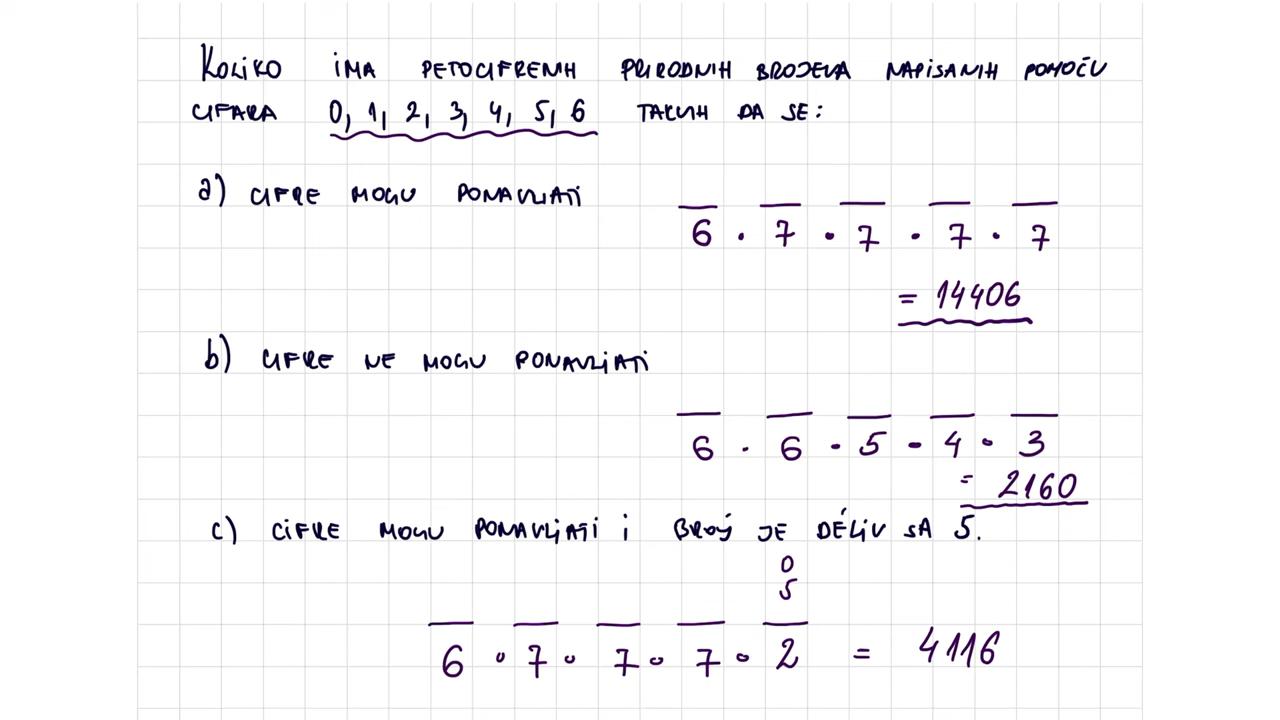 KOLIKO IMA PETOCIFRENIH PRIRODNIH BROJEVA NAPISANIH POMOĆU
CIFARA 0, 1, 2, 3, 4, 5, 6 TAKVIH DA SE:
a) CIFRE MOGU PONAVLJATI
6 · 7 · 7 · 7 · 7
= 14406
b) CIFRE NE MOGU PONAVLJATI
6 · 6 · 5 · 4 · 3
= 2160
c) CIFRE MOGU PONAVLJATI i BROJ JE DELJIV SA 5.
0
5
6 · 7 · 7 · 7 · 2 = 4116